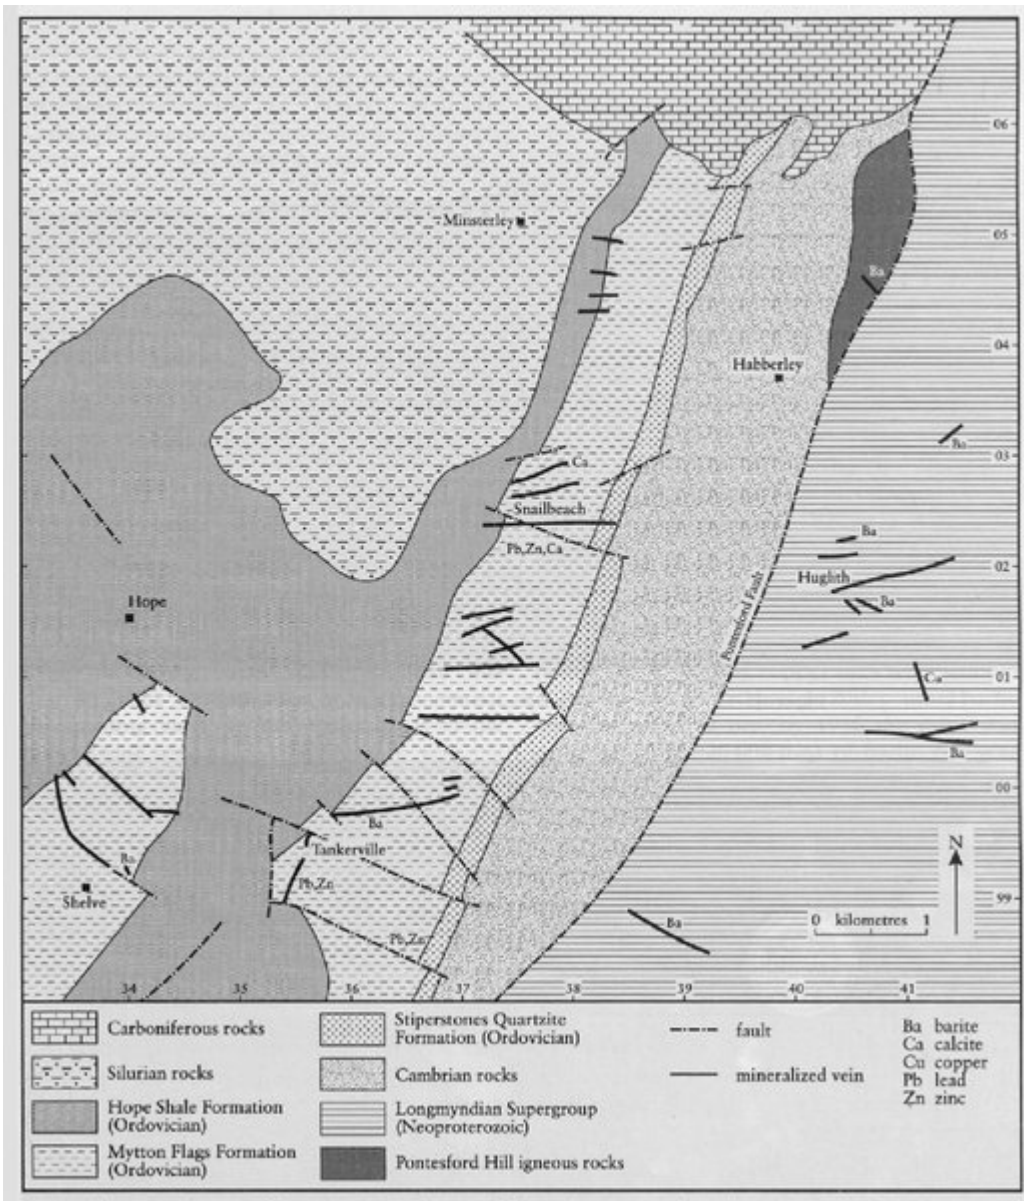 06
Minsterley
05
Ba
04
Habberley
03
Ba
Ca
Snailbeach
Pb,Zn,Ca
Ba
02
Huglith
Hope
Ba
Pontesford Fault
01
Ca
Ba
00
Ba
Tankerville
Ba
Pb,Zn
Shelve
N
99
0 kilometres 1
Ba
Pb,Zn
34 35 36 37 38 39 40 41
Carboniferous rocks
Silurian rocks
Hope Shale Formation
(Ordovician)
Mytton Flags Formation
(Ordovician)
Stiperstones Quartzite
Formation (Ordovician)
Cambrian rocks
Longmyndian Supergroup
(Neoproterozoic)
Pontesford Hill igneous rocks
fault
mineralized vein
Ba barite
Ca calcite
Cu copper
Pb lead
Zn zinc